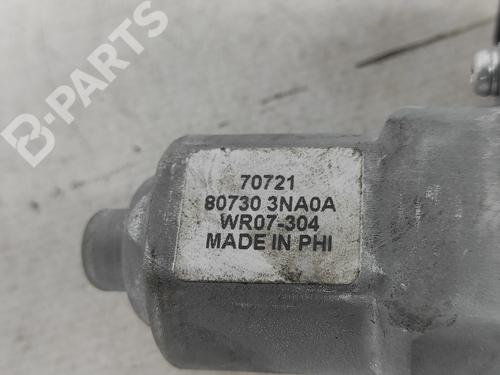 B-PARTS
70721
80730 3NA0A
WR07-304
MADE IN PHI